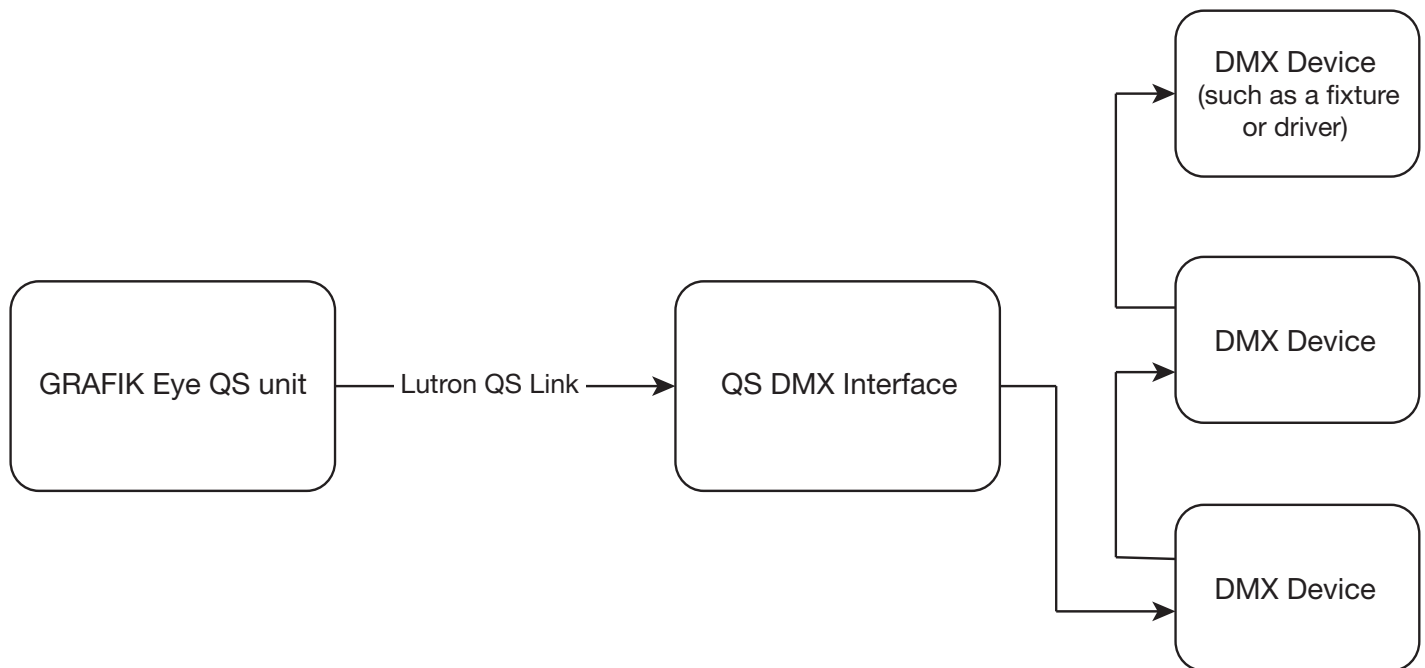 DMX Device
(such as a fixture
or driver)
GRAFIK Eye QS unit
Lutron QS Link
QS DMX Interface
DMX Device
DMX Device